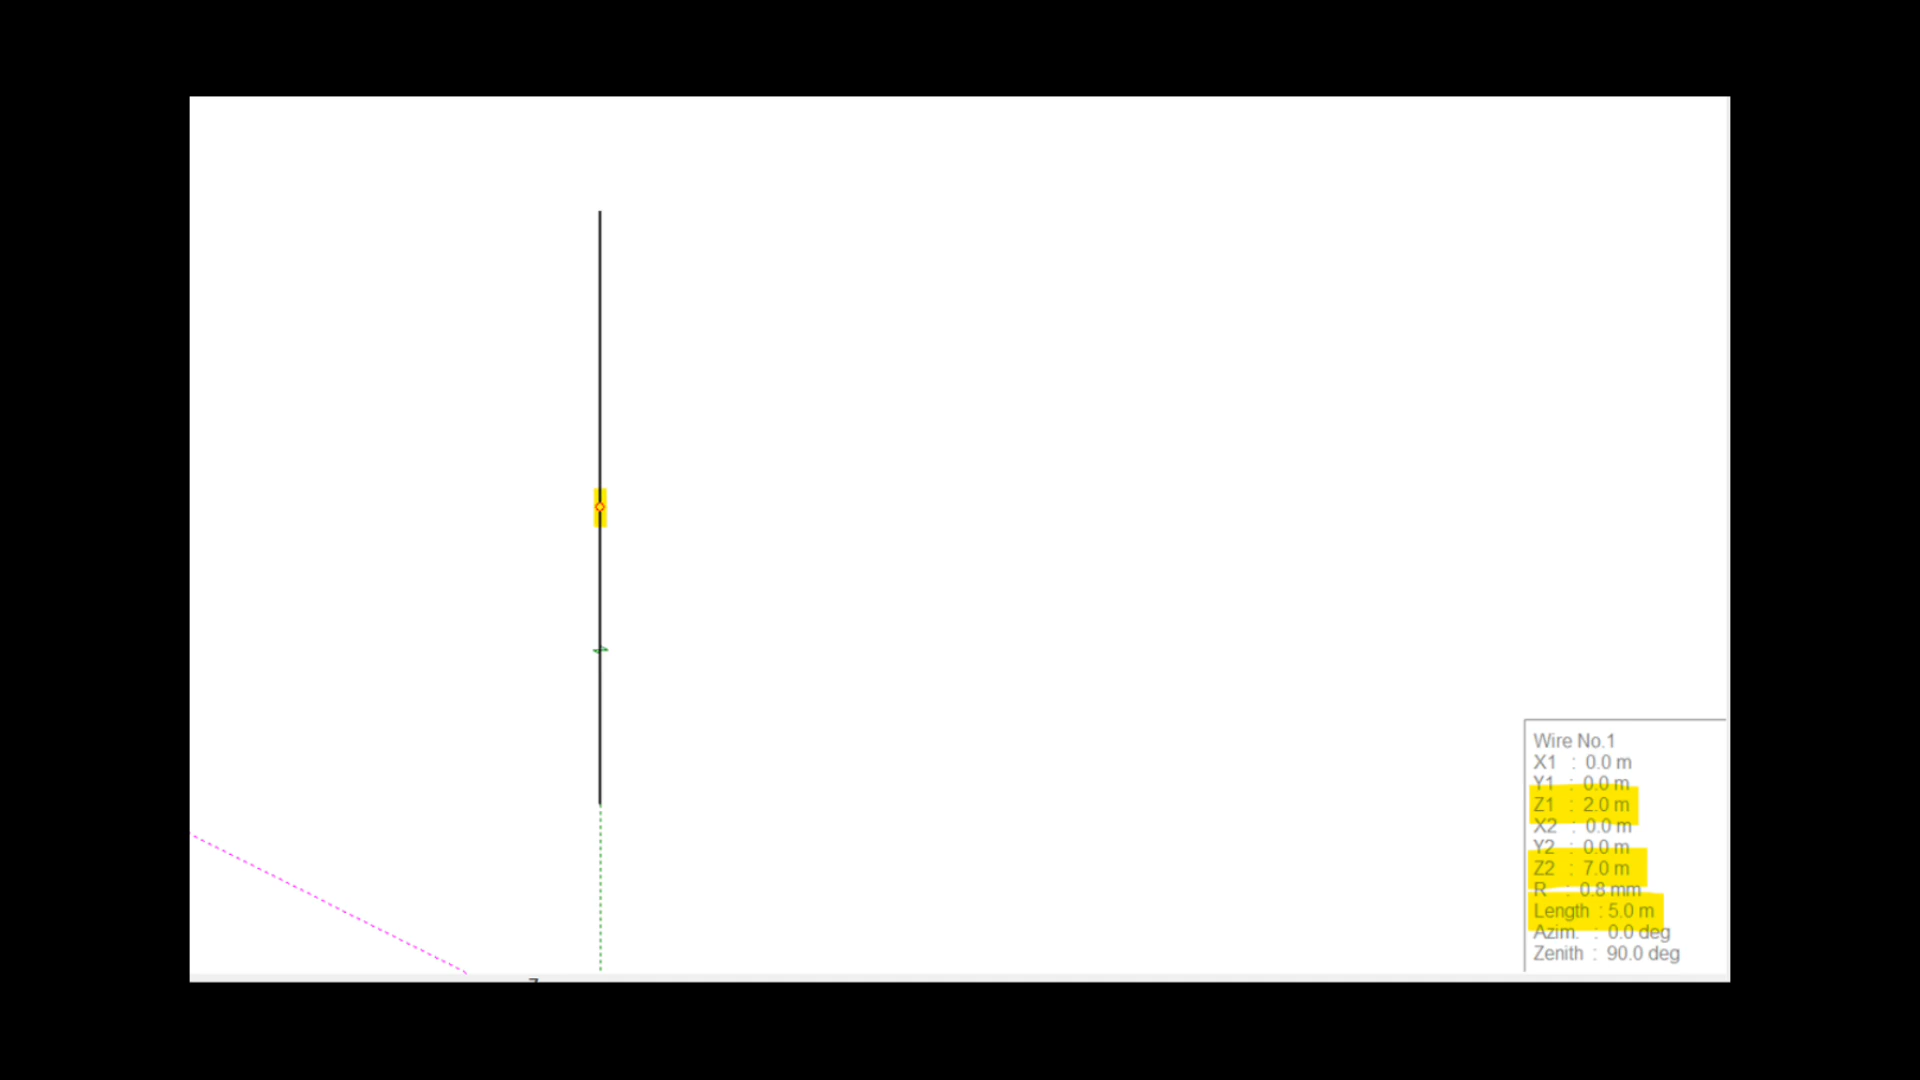 Wire No.1
X1 : 0.0 m
Y1 : 0.0 m
Z1 : 2.0 m
X2 : 0.0 m
Y2 : 0.0 m
Z2 : 7.0 m
R : 0.8 mm
Length : 5.0 m
Azim. : 0.0 deg
Zenith : 90.0 deg